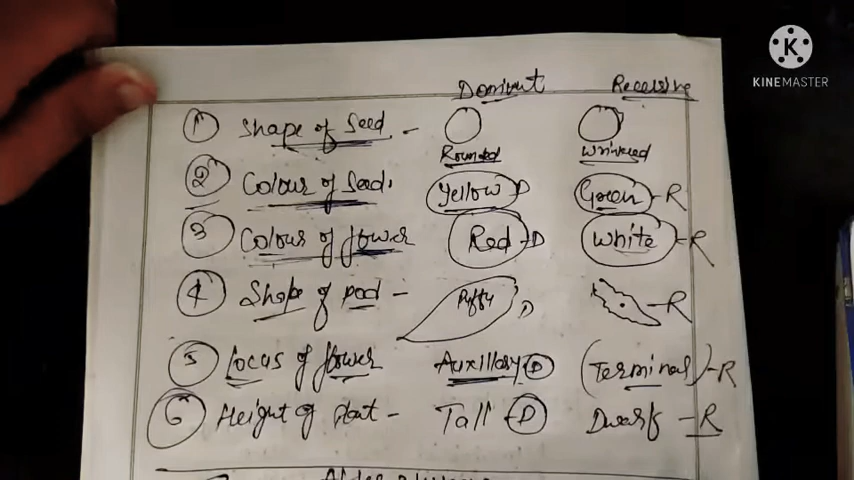 K
KINEMASTER
Dominut Recessive
1 Shape of Seed -
Rounded Wrinkled
2 Colour of Seed. Yellow D Green - R
3 Colour of flower Red - D White - R
4 Shape of pod - Puffy D - R
5 Locus of flower Auxillary D (Terminal) - R
6 Height of plant - Tall - D Dwarf - R